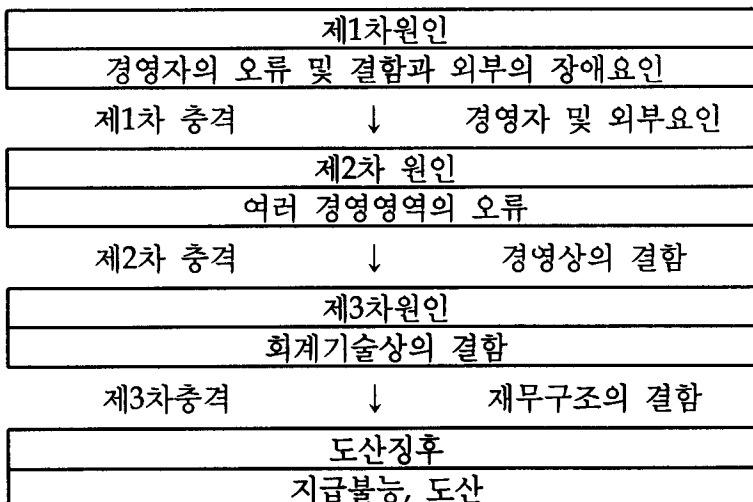 제1차원인
경영자의 오류 및 결함과 외부의 장애요인
제1차 충격 ↓ 경영자 및 외부요인
제2차 원인
여러 경영영역의 오류
제2차 충격 ↓ 경영상의 결함
제3차원인
회계기술상의 결함
제3차충격 ↓ 재무구조의 결함
도산징후
지급불능, 도산